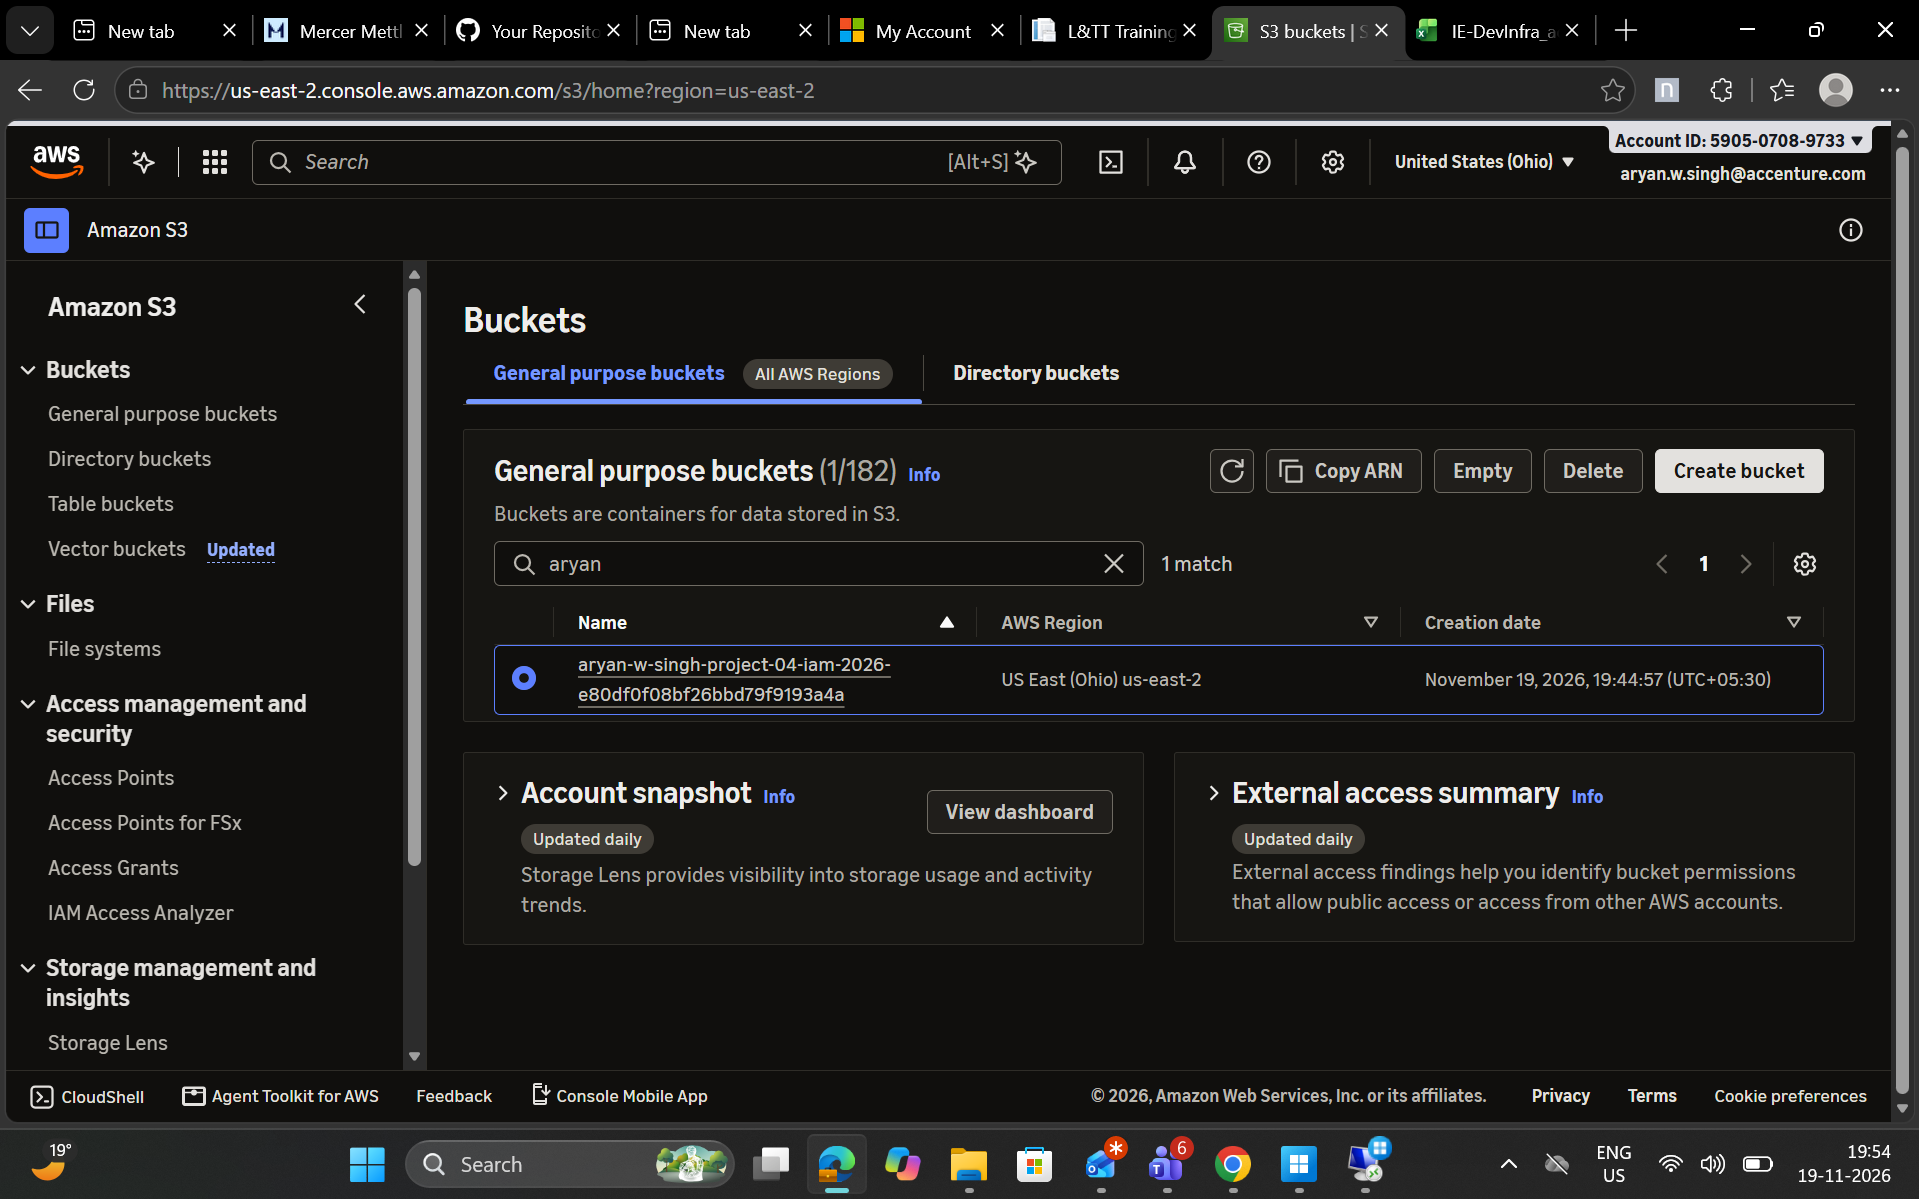 New tab
Mercer Mettl
Your Reposito
New tab
My Account
L&TT Training
S3 buckets | S
IE-DevInfra_a
https://us-east-2.console.aws.amazon.com/s3/home?region=us-east-2
aws
Search
[Alt+S]
United States (Ohio)
Account ID: 5905-0708-9733
aryan.w.singh@accenture.com
Amazon S3
Amazon S3
Buckets
General purpose buckets
Directory buckets
Table buckets
Vector buckets Updated
Files
File systems
Access management and
security
Access Points
Access Points for FSx
Access Grants
IAM Access Analyzer
Storage management and
insights
Storage Lens
Buckets
General purpose buckets All AWS Regions Directory buckets
General purpose buckets (1/182) Info
Copy ARN Empty Delete Create bucket
Buckets are containers for data stored in S3.
aryan
1 match
1
Name AWS Region Creation date
aryan-w-singh-project-04-iam-2026-
e80df0f08bf26bbd79f9193a4a
US East (Ohio) us-east-2
November 19, 2026, 19:44:57 (UTC+05:30)
Account snapshot Info
View dashboard
Updated daily
Storage Lens provides visibility into storage usage and activity
trends.
External access summary Info
Updated daily
External access findings help you identify bucket permissions
that allow public access or access from other AWS accounts.
CloudShell Agent Toolkit for AWS Feedback Console Mobile App
© 2026, Amazon Web Services, Inc. or its affiliates. Privacy Terms Cookie preferences
19°
Search
6
ENG
US
19:54
19-11-2026